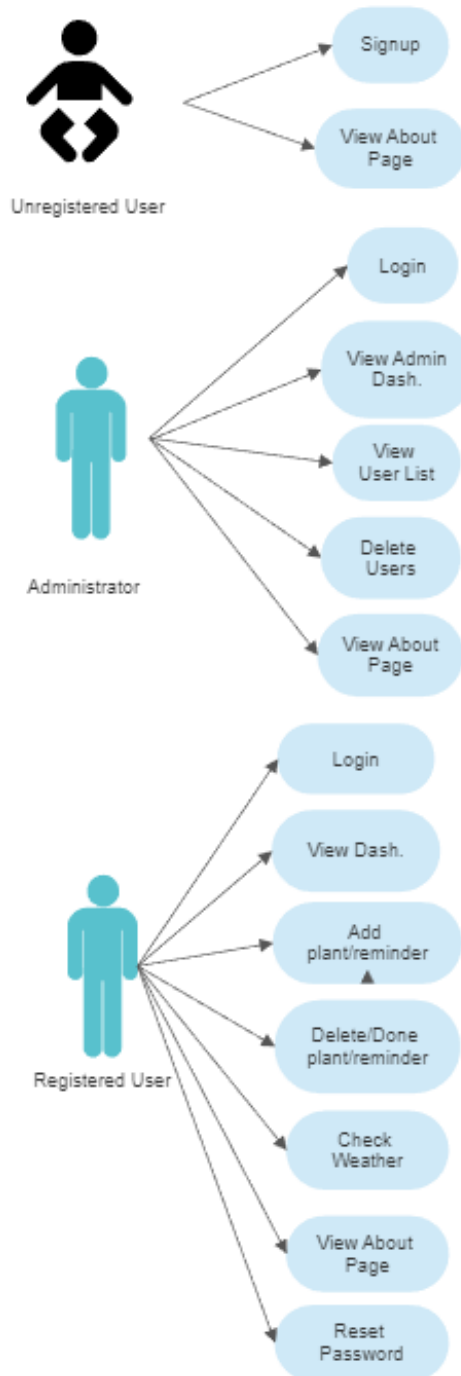 Signup
View About
Page
Unregistered User
Login
View Admin
Dash.
View
User List
Delete
Users
Administrator
View About
Page
Login
View Dash.
Add
plant/reminder
Delete/Done
plant/reminder
Registered User
Check
Weather
View About
Page
Reset
Password